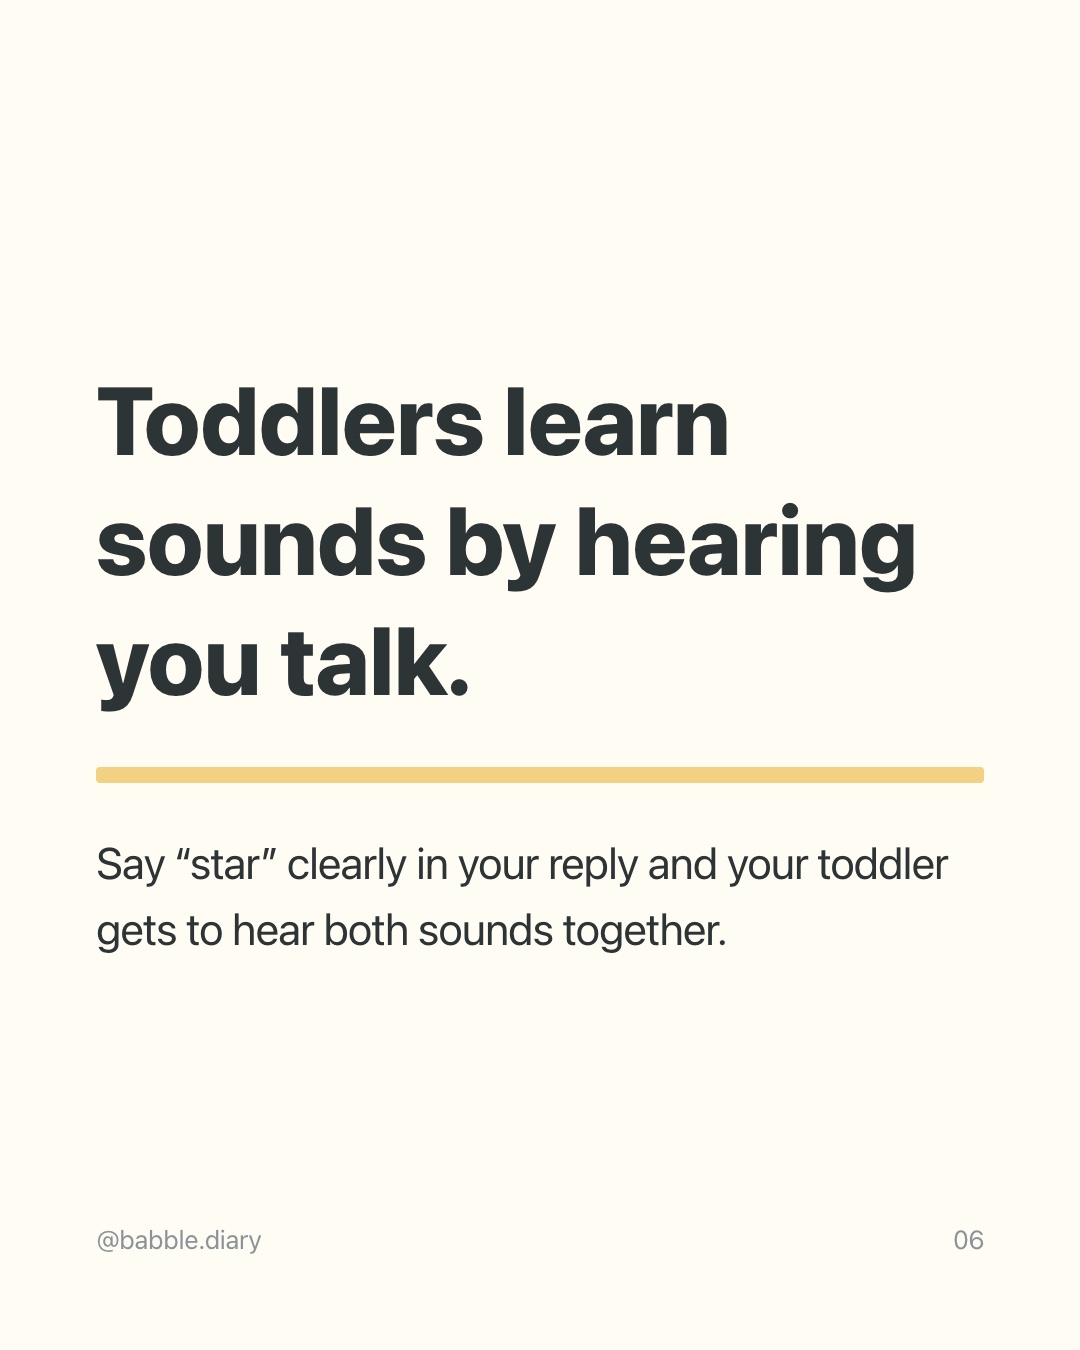 Toddlers learn
sounds by hearing
you talk.
Say “star” clearly in your reply and your toddler
gets to hear both sounds together.
@babble.diary
06